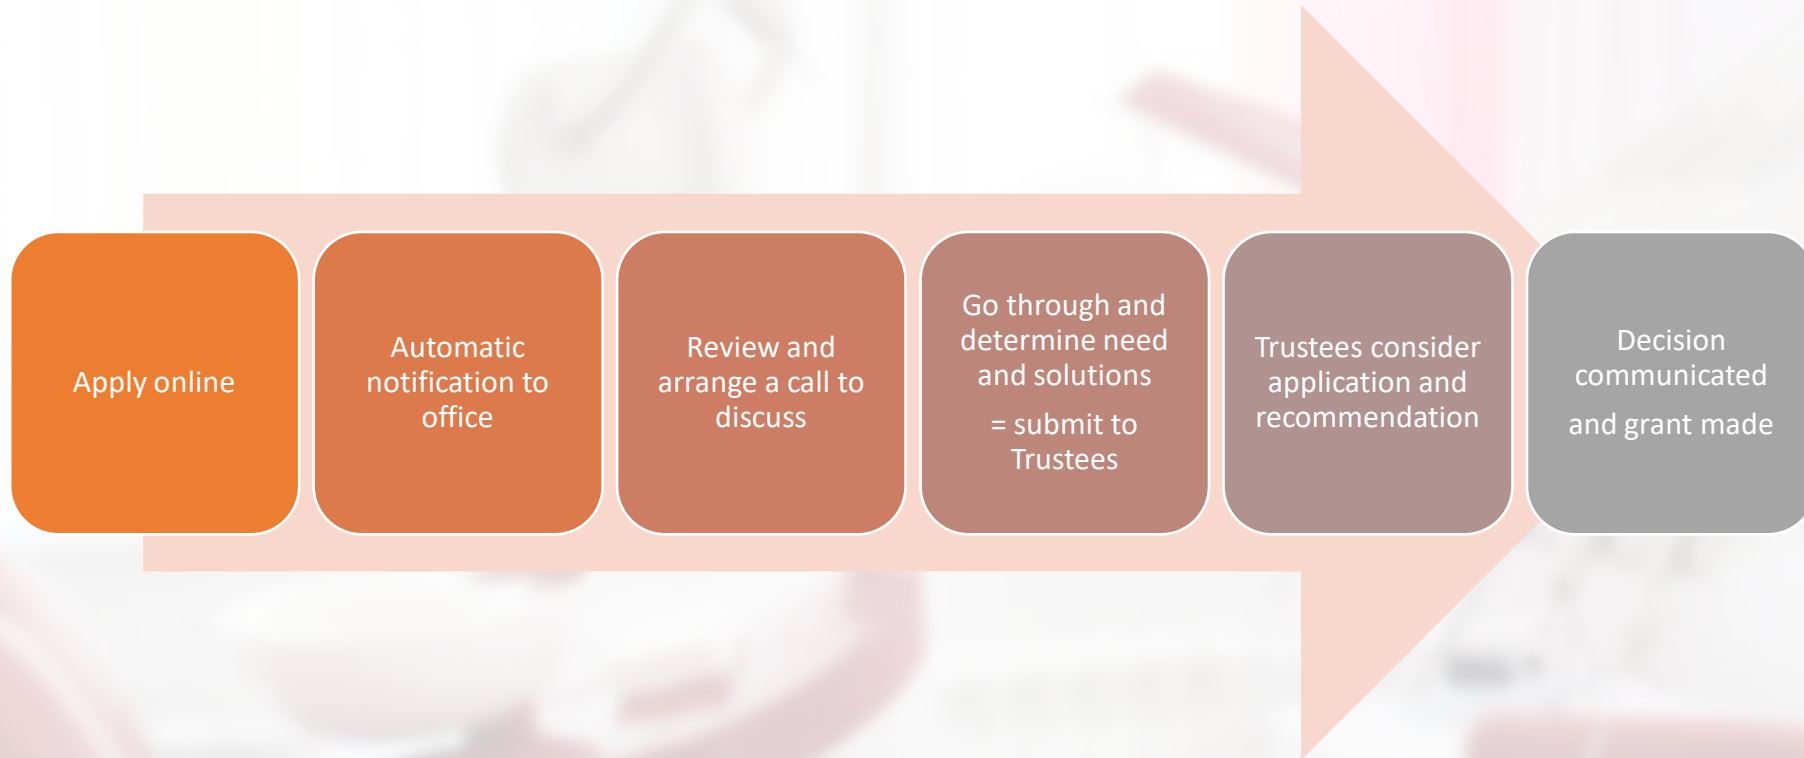 Apply online
Automatic
notification to
office
Review and
arrange a call to
discuss
Go through and
determine need
and solutions
= submit to
Trustees
Trustees consider
application and
recommendation
Decision
communicated
and grant made